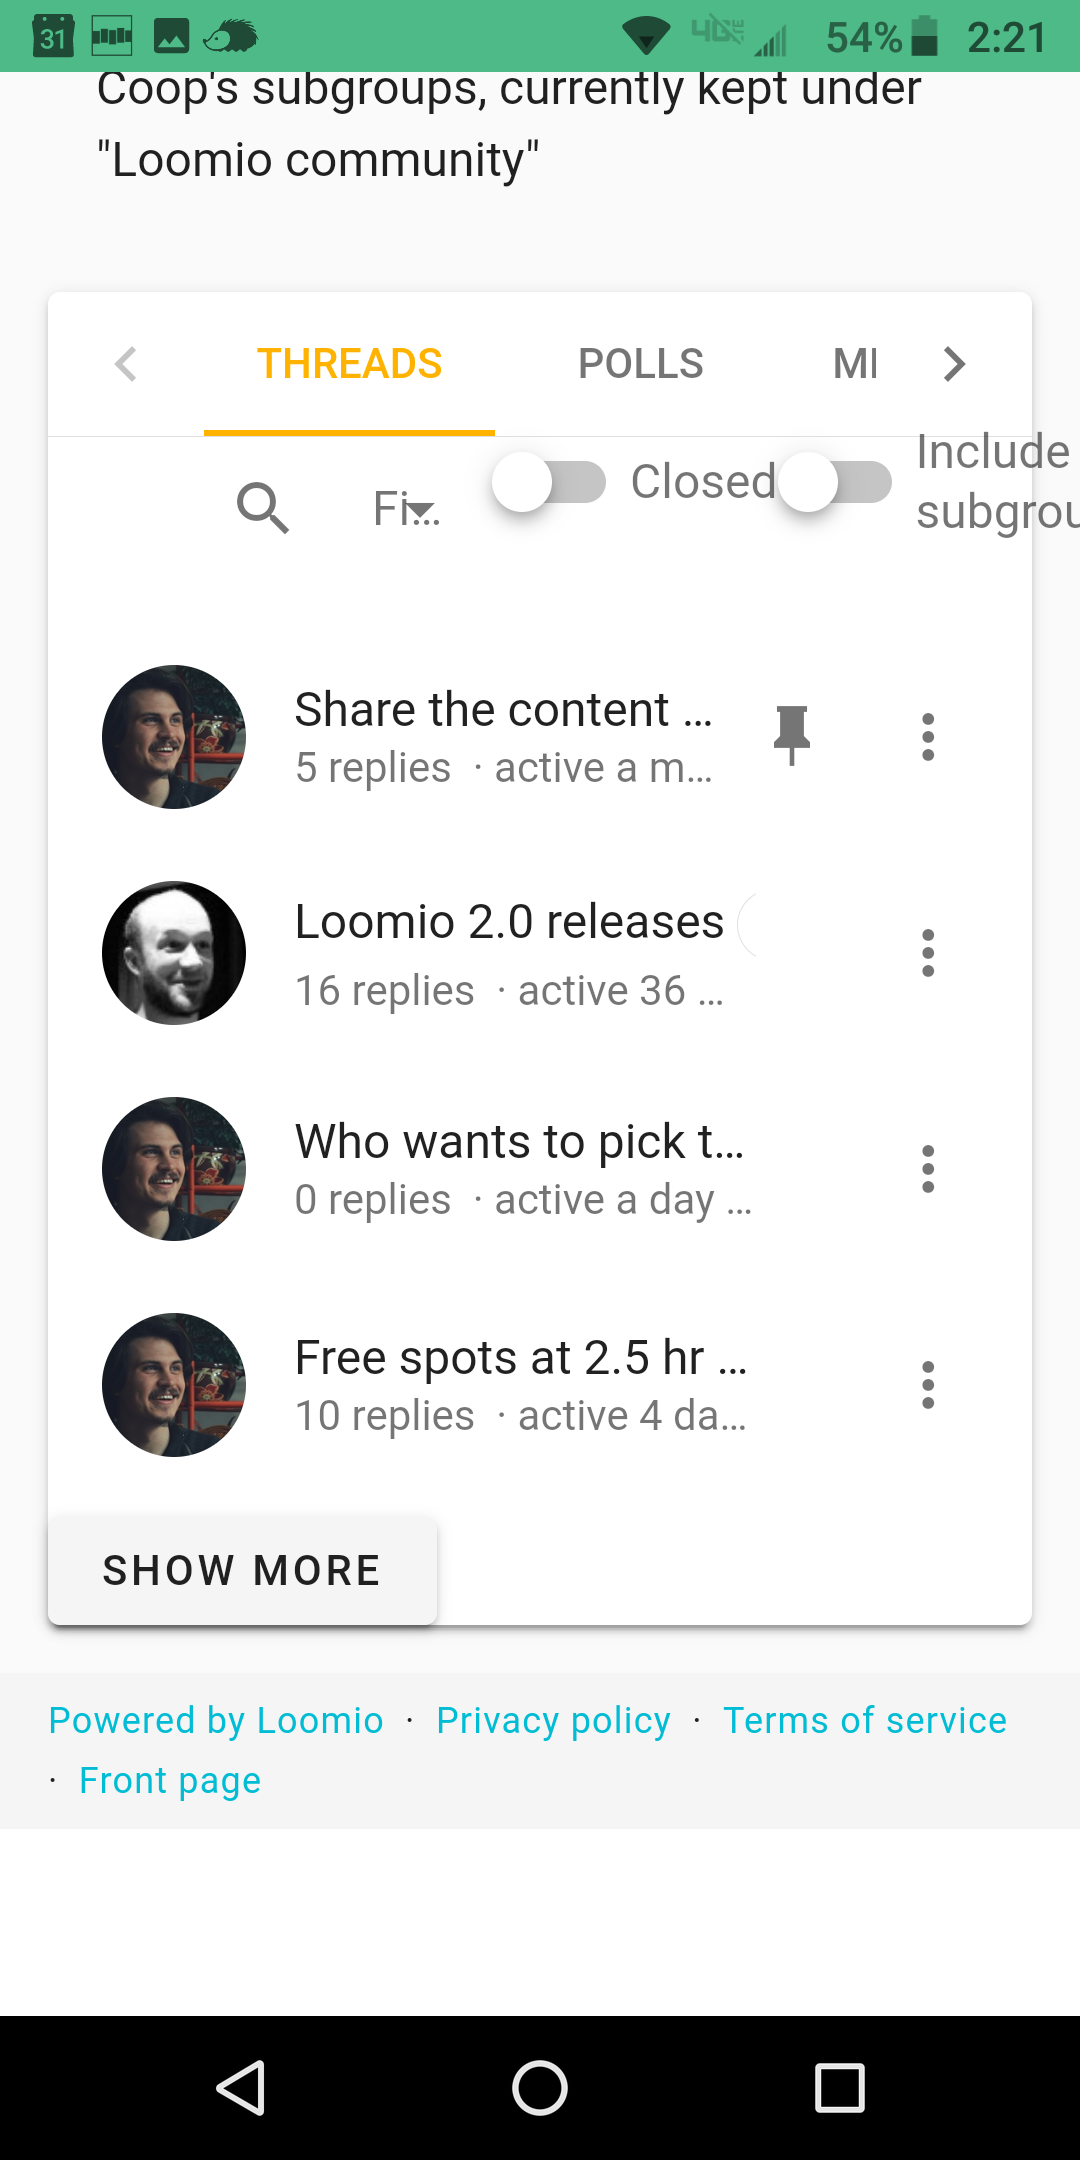 31 4G LTE 54% 2:21
Coop's subgroups, currently kept under
"Loomio community"
THREADS POLLS MI
Fi... Closed Include
subgrou
Share the content ...
5 replies · active a m...
Loomio 2.0 releases
16 replies · active 36 ...
Who wants to pick t...
0 replies · active a day ...
Free spots at 2.5 hr ...
10 replies · active 4 da...
SHOW MORE
Powered by Loomio · Privacy policy · Terms of service
· Front page